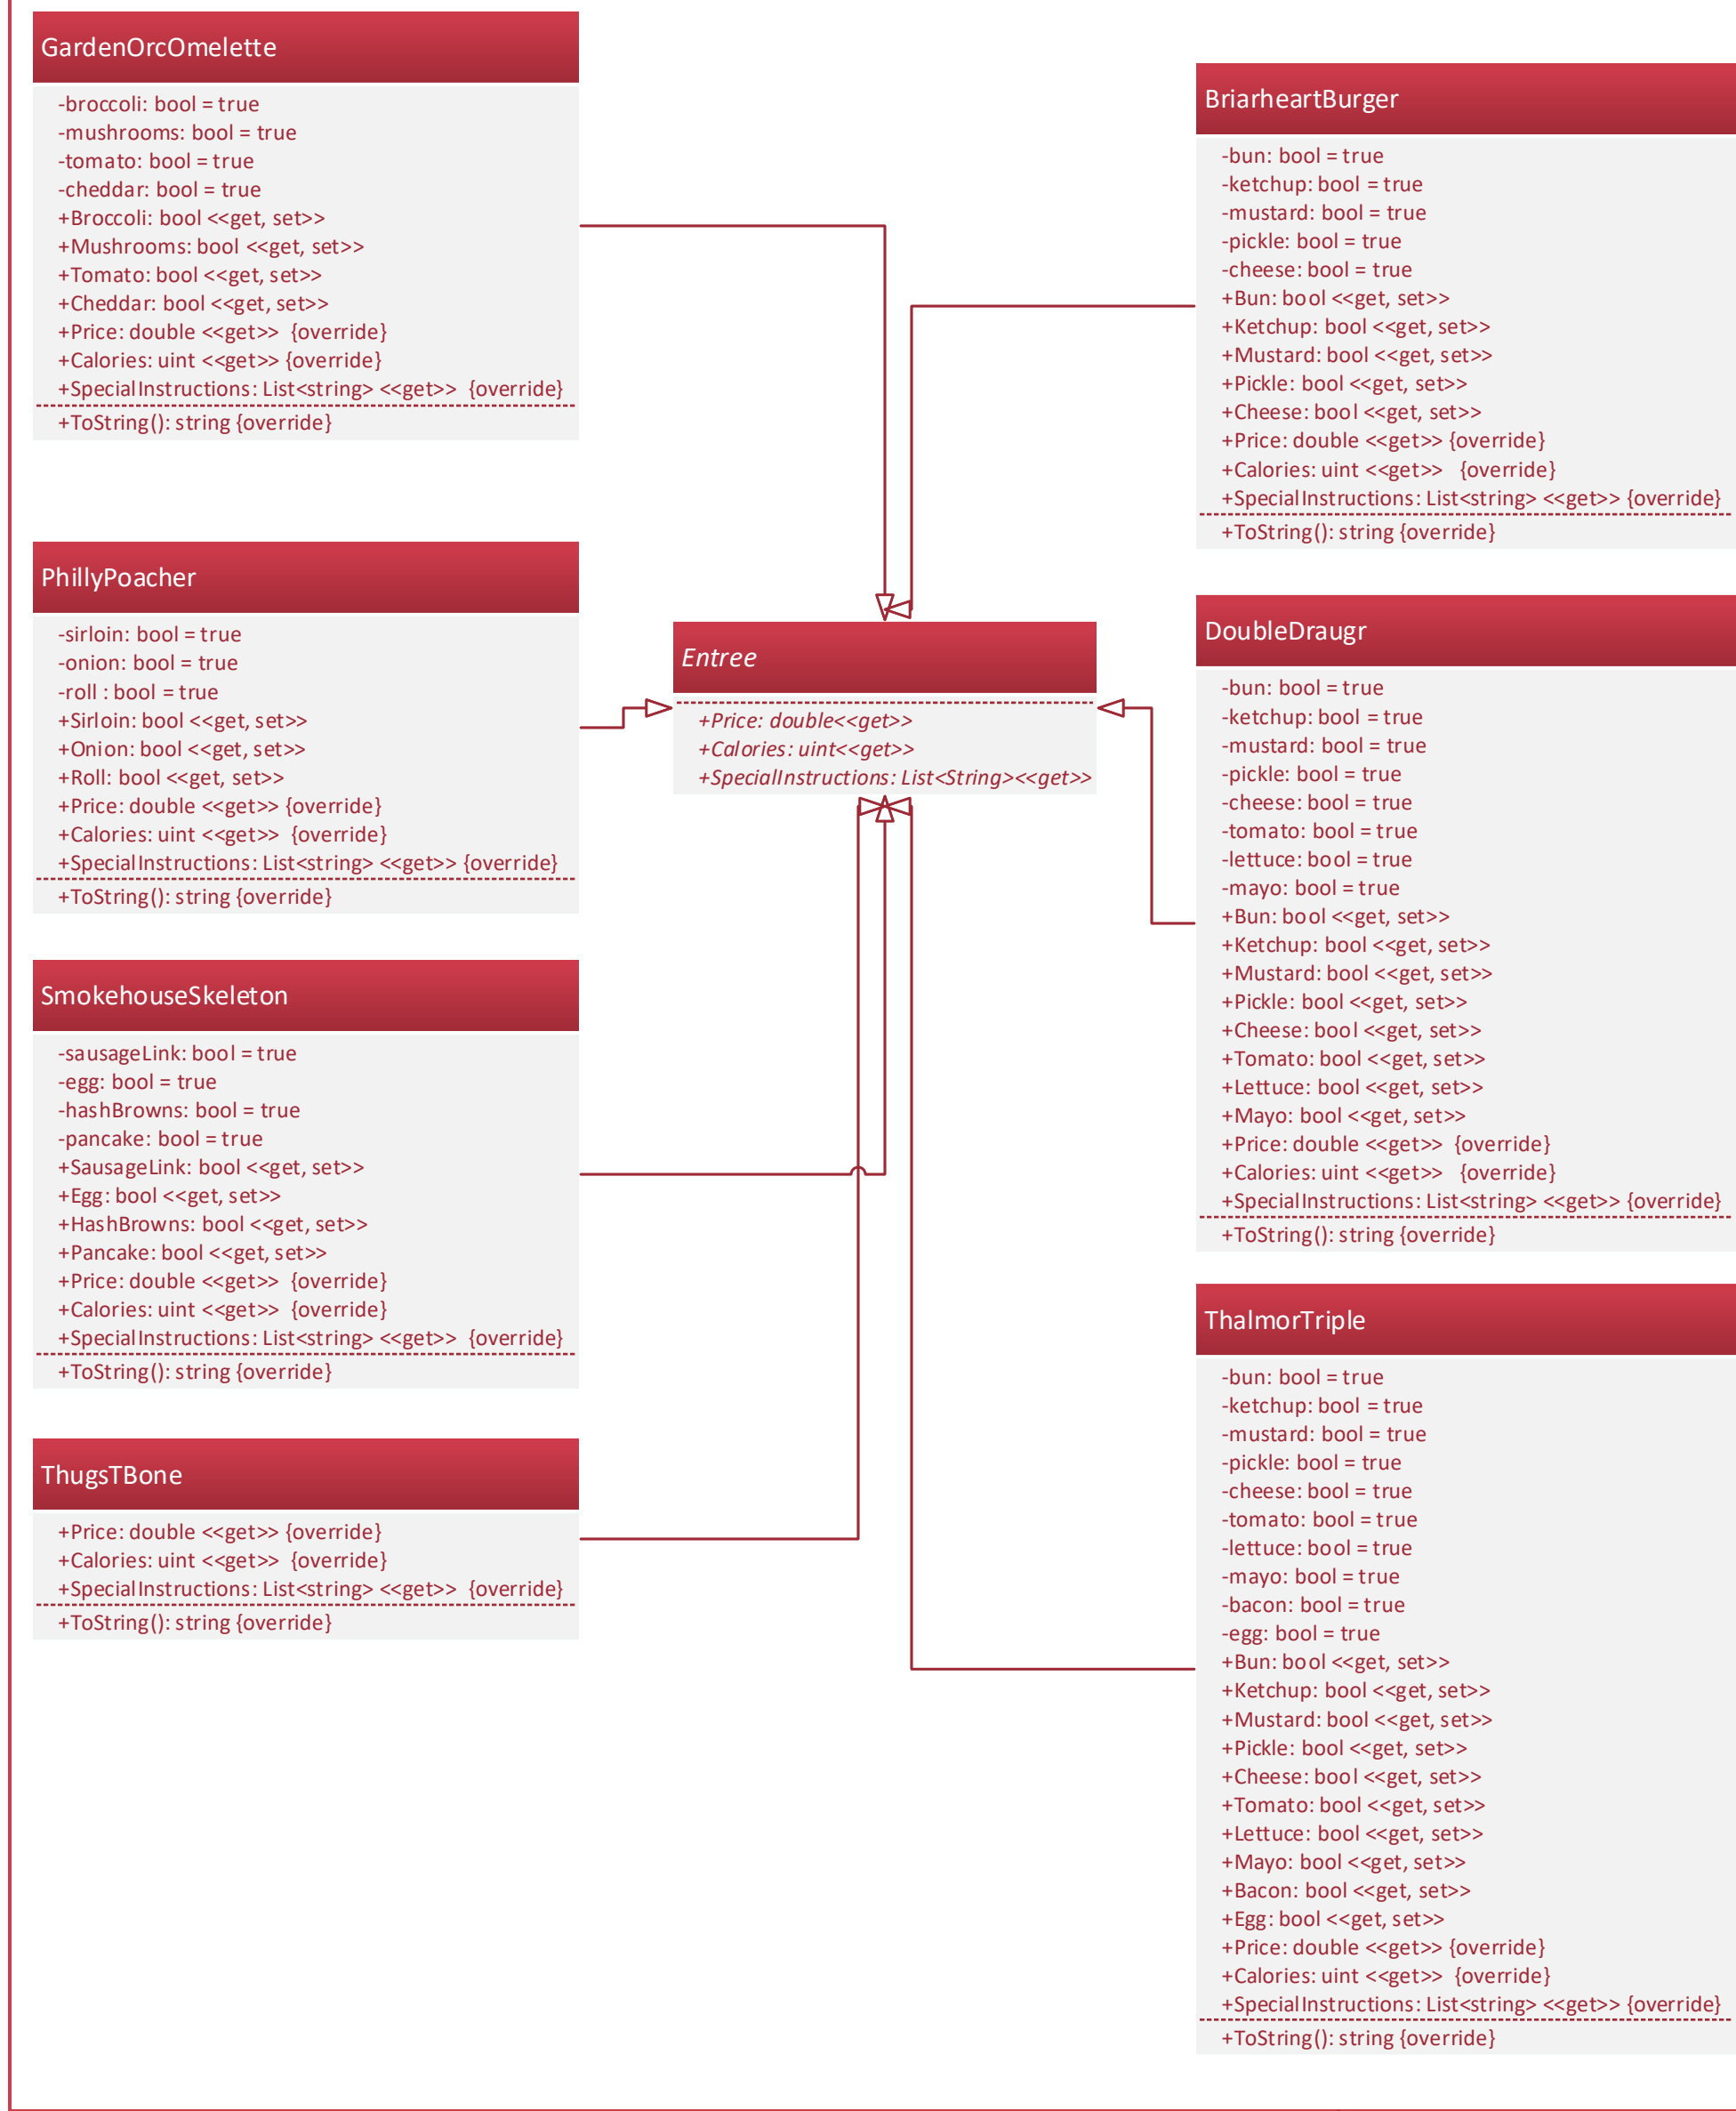 GardenOrcOmelette
-broccoli: bool = true
-mushrooms: bool = true
-tomato: bool = true
-cheddar: bool = true
+Broccoli: bool <<get, set>>
+Mushrooms: bool <<get, set>>
+Tomato: bool <<get, set>>
+Cheddar: bool <<get, set>>
+Price: double <<get>> {override}
+Calories: uint <<get>> {override}
+SpecialInstructions: List<string> <<get>> {override}
+ToString(): string {override}
PhillyPoacher
-sirloin: bool = true
-onion: bool = true
-roll : bool = true
+Sirloin: bool <<get, set>>
+Onion: bool <<get, set>>
+Roll: bool <<get, set>>
+Price: double <<get>> {override}
+Calories: uint <<get>> {override}
+SpecialInstructions: List<string> <<get>> {override}
+ToString(): string {override}
SmokehouseSkeleton
-sausageLink: bool = true
-egg: bool = true
-hashBrowns: bool = true
-pancake: bool = true
+SausageLink: bool <<get, set>>
+Egg: bool <<get, set>>
+HashBrowns: bool <<get, set>>
+Pancake: bool <<get, set>>
+Price: double <<get>> {override}
+Calories: uint <<get>> {override}
+SpecialInstructions: List<string> <<get>> {override}
+ToString(): string {override}
ThugsTBone
+Price: double <<get>> {override}
+Calories: uint <<get>> {override}
+SpecialInstructions: List<string> <<get>> {override}
+ToString(): string {override}
Entree
+Price: double<<get>>
+Calories: uint<<get>>
+SpecialInstructions: List<String><<get>>
BriarheartBurger
-bun: bool = true
-ketchup: bool = true
-mustard: bool = true
-pickle: bool = true
-cheese: bool = true
+Bun: bool <<get, set>>
+Ketchup: bool <<get, set>>
+Mustard: bool <<get, set>>
+Pickle: bool <<get, set>>
+Cheese: bool <<get, set>>
+Price: double <<get>> {override}
+Calories: uint <<get>> {override}
+SpecialInstructions: List<string> <<get>> {override}
+ToString(): string {override}
DoubleDraugr
-bun: bool = true
-ketchup: bool = true
-mustard: bool = true
-pickle: bool = true
-cheese: bool = true
-tomato: bool = true
-lettuce: bool = true
-mayo: bool = true
+Bun: bool <<get, set>>
+Ketchup: bool <<get, set>>
+Mustard: bool <<get, set>>
+Pickle: bool <<get, set>>
+Cheese: bool <<get, set>>
+Tomato: bool <<get, set>>
+Lettuce: bool <<get, set>>
+Mayo: bool <<get, set>>
+Price: double <<get>> {override}
+Calories: uint <<get>> {override}
+SpecialInstructions: List<string> <<get>> {override}
+ToString(): string {override}
ThalmorTriple
-bun: bool = true
-ketchup: bool = true
-mustard: bool = true
-pickle: bool = true
-cheese: bool = true
-tomato: bool = true
-lettuce: bool = true
-mayo: bool = true
-bacon: bool = true
-egg: bool = true
+Bun: bool <<get, set>>
+Ketchup: bool <<get, set>>
+Mustard: bool <<get, set>>
+Pickle: bool <<get, set>>
+Cheese: bool <<get, set>>
+Tomato: bool <<get, set>>
+Lettuce: bool <<get, set>>
+Mayo: bool <<get, set>>
+Bacon: bool <<get, set>>
+Egg: bool <<get, set>>
+Price: double <<get>> {override}
+Calories: uint <<get>> {override}
+SpecialInstructions: List<string> <<get>> {override}
+ToString(): string {override}